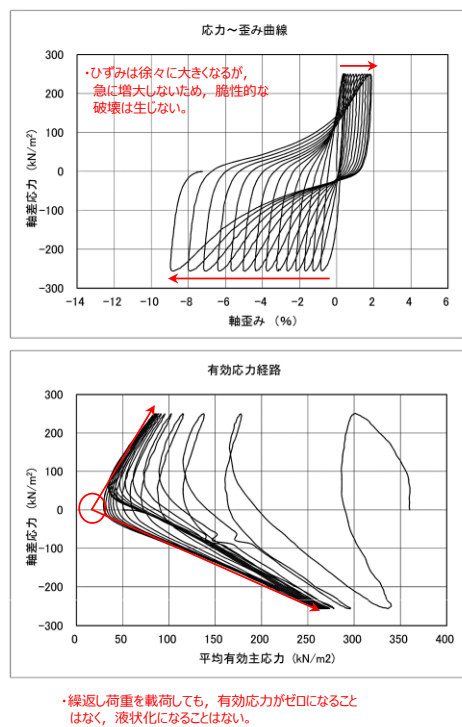 応力～歪み曲線
・ひずみは徐々に大きくなるが，
急に増大しないため，脆性的な
破壊は生じない。
300
200
100
0
−100
−200
−300
軸差応力 (kN/m²)
−14 −12 −10 −8 −6 −4 −2 0 2 4 6
軸歪み （%）
有効応力経路
300
200
100
0
−100
−200
−300
軸差応力 (kN/m²)
0 50 100 150 200 250 300 350 400
平均有効主応力 (kN/m2)
・繰返し荷重を載荷しても，有効応力がゼロになること
はなく，液状化になることはない。